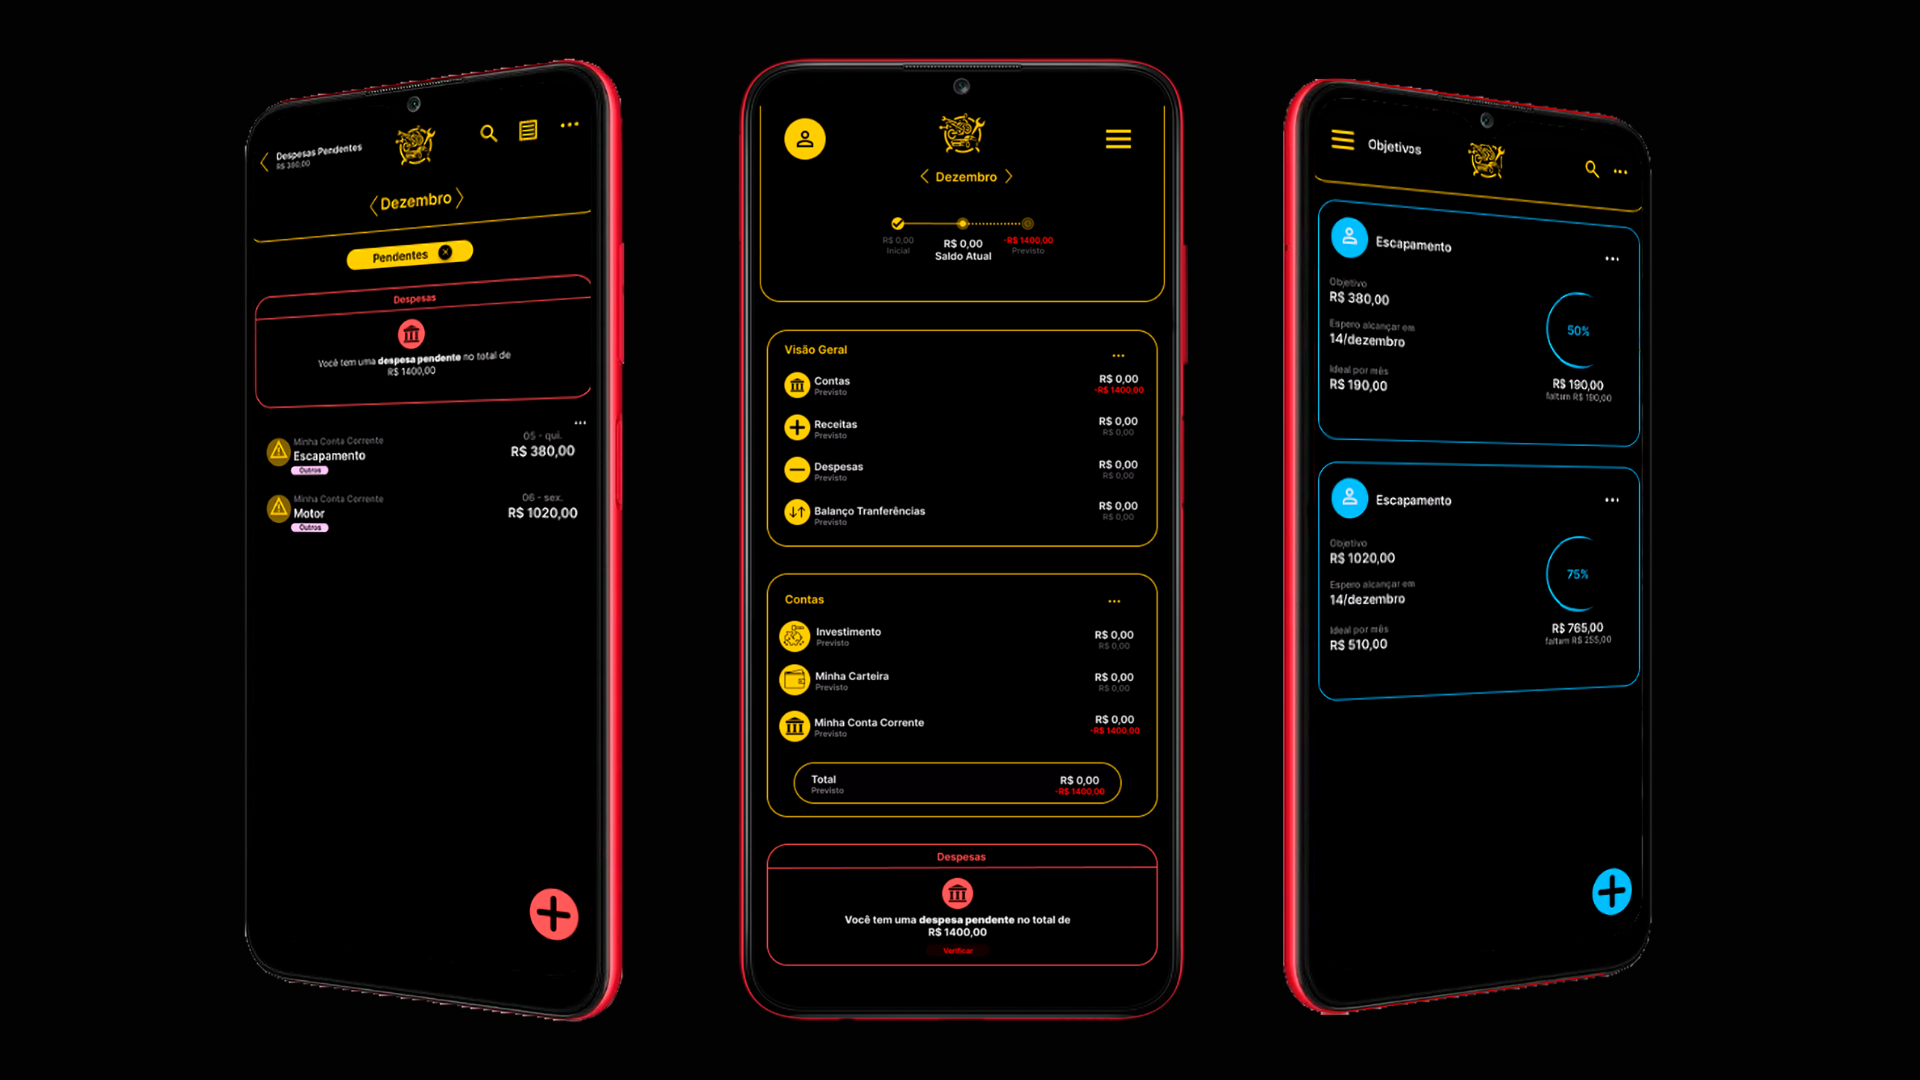 Despesas Pendentes
R$ 380,00
Dezembro
Pendentes
Despesas
Você tem uma despesa pendente no total de
R$ 1400,00
Minha Conta Corrente
05 - qui.
Escapamento
R$ 380,00
Outros
Minha Conta Corrente
06 - sex.
Motor
R$ 1020,00
Outros
Dezembro
R$ 0,00
Inicial
R$ 0,00
Saldo Atual
-R$ 1400,00
Previsto
Visão Geral
Contas
Previsto
R$ 0,00
-R$ 1400,00
Receitas
Previsto
R$ 0,00
R$ 0,00
Despesas
Previsto
R$ 0,00
R$ 0,00
Balanço Tranferências
Previsto
R$ 0,00
R$ 0,00
Contas
Investimento
Previsto
R$ 0,00
R$ 0,00
Minha Carteira
Previsto
R$ 0,00
R$ 0,00
Minha Conta Corrente
Previsto
R$ 0,00
-R$ 1400,00
Total
Previsto
R$ 0,00
-R$ 1400,00
Despesas
Você tem uma despesa pendente no total de
R$ 1400,00
Verificar
Objetivos
Escapamento
Objetivo
R$ 380,00
Espero alcançar em
14/dezembro
Ideal por mês
R$ 190,00
50%
R$ 190,00
faltam R$ 190,00
Escapamento
Objetivo
R$ 1020,00
Espero alcançar em
14/dezembro
Ideal por mês
R$ 510,00
75%
R$ 765,00
faltam R$ 255,00